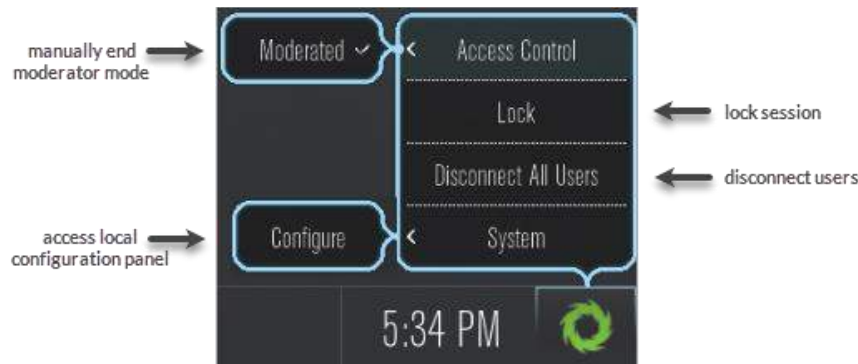 manually end
moderator mode
Moderated
Access Control
Lock
lock session
Disconnect All Users
disconnect users
access local
configuration panel
Configure
System
5:34 PM